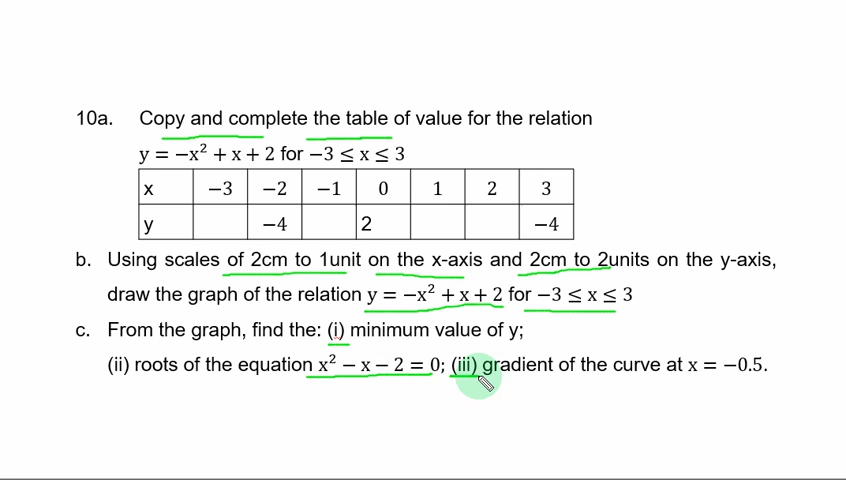 10a. Copy and complete the table of value for the relation
y = −x² + x + 2 for −3 ≤ x ≤ 3
x −3 −2 −1 0 1 2 3
y −4 2 −4
b. Using scales of 2cm to 1unit on the x-axis and 2cm to 2units on the y-axis,
draw the graph of the relation y = −x² + x + 2 for −3 ≤ x ≤ 3
c. From the graph, find the: (i) minimum value of y;
(ii) roots of the equation x² − x − 2 = 0; (iii) gradient of the curve at x = −0.5.